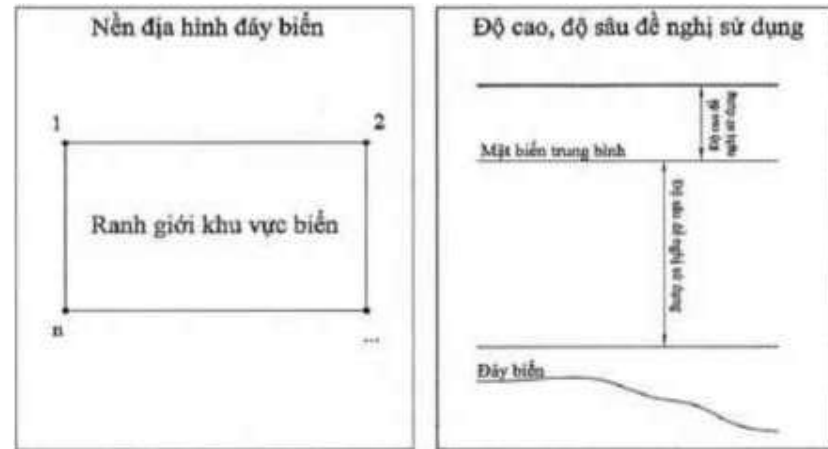 Nền địa hình đáy biển
1
2
Ranh giới khu vực biển
n
...
Độ cao, độ sâu đề nghị sử dụng
Độ cao đề
nghị sử dụng
Mặt biển trung bình
Độ sâu đề nghị sử dụng
Đáy biển